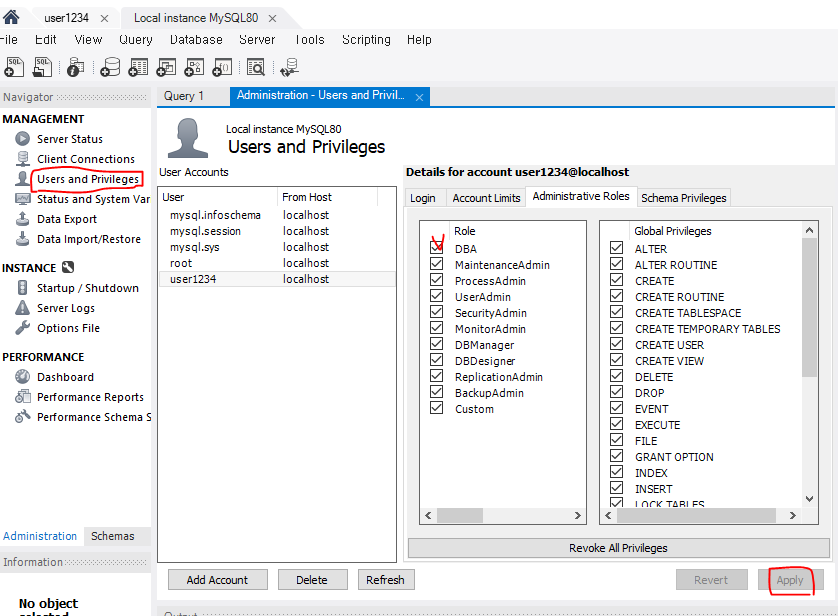 user1234 ×
Local instance MySQL80 ×
File Edit View Query Database Server Tools Scripting Help
Navigator
MANAGEMENT
Server Status
Client Connections
Users and Privileges
Status and System Var
Data Export
Data Import/Restore
INSTANCE
Startup / Shutdown
Server Logs
Options File
PERFORMANCE
Dashboard
Performance Reports
Performance Schema S
Administration Schemas
Information
No object
selected
Query 1
Administration - Users and Privil... ×
Local instance MySQL80
Users and Privileges
User Accounts
User From Host
mysql.infoschema localhost
mysql.session localhost
mysql.sys localhost
root localhost
user1234 localhost
Add Account Delete Refresh
Details for account user1234@localhost
Login Account Limits Administrative Roles Schema Privileges
Role
DBA
MaintenanceAdmin
ProcessAdmin
UserAdmin
SecurityAdmin
MonitorAdmin
DBManager
DBDesigner
ReplicationAdmin
BackupAdmin
Custom
Global Privileges
ALTER
ALTER ROUTINE
CREATE
CREATE ROUTINE
CREATE TABLESPACE
CREATE TEMPORARY TABLES
CREATE USER
CREATE VIEW
DELETE
DROP
EVENT
EXECUTE
FILE
GRANT OPTION
INDEX
INSERT
LOCK TABLES
Revoke All Privileges
Revert Apply
Output